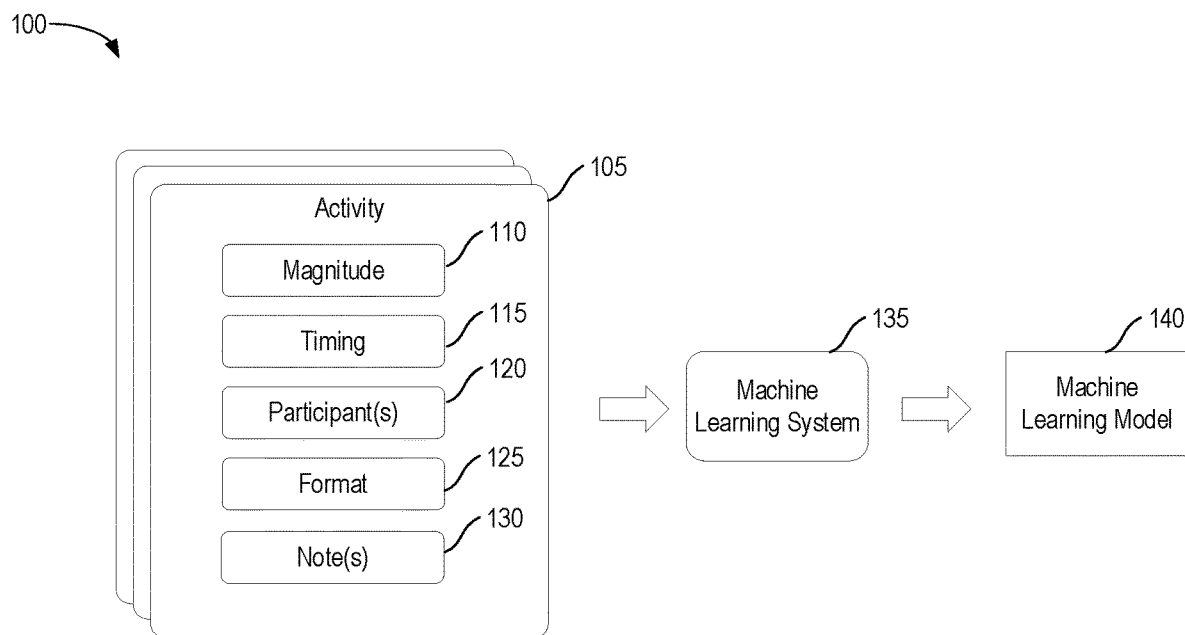 100
105
Activity
110
Magnitude
115
Timing
120
Participant(s)
125
Format
130
Note(s)
135
Machine
Learning System
140
Machine
Learning Model